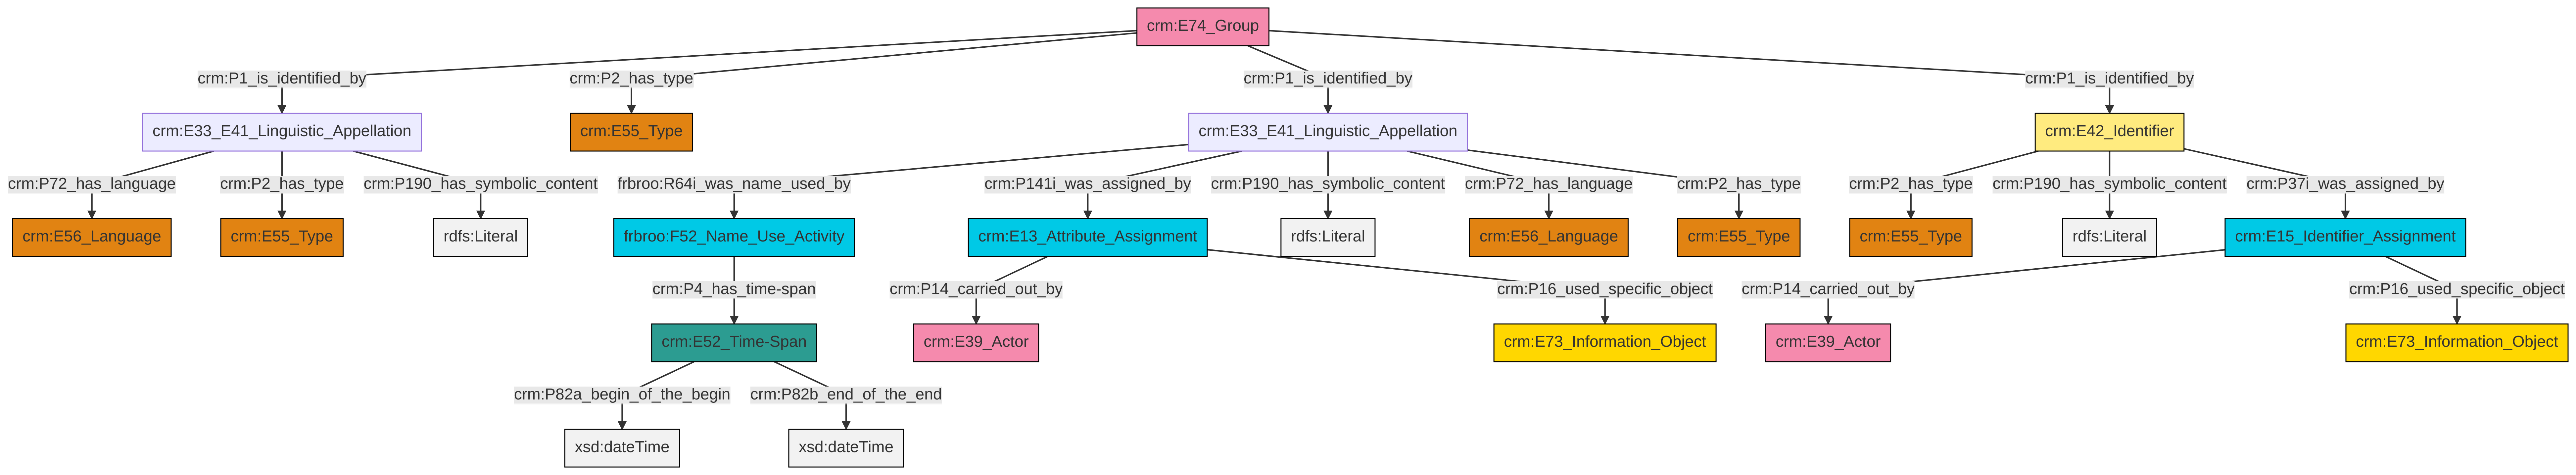 crm:E74_Group
crm:P1_is_identified_by
crm:P2_has_type
crm:P1_is_identified_by
crm:P1_is_identified_by
crm:E33_E41_Linguistic_Appellation
crm:E55_Type
crm:E33_E41_Linguistic_Appellation
crm:E42_Identifier
crm:P72_has_language
crm:P2_has_type
crm:P190_has_symbolic_content
frbroo:R64i_was_name_used_by
crm:P141i_was_assigned_by
crm:P190_has_symbolic_content
crm:P72_has_language
crm:P2_has_type
crm:P2_has_type
crm:P190_has_symbolic_content
crm:P37i_was_assigned_by
crm:E56_Language
crm:E55_Type
rdfs:Literal
frbroo:F52_Name_Use_Activity
crm:E13_Attribute_Assignment
rdfs:Literal
crm:E56_Language
crm:E55_Type
crm:E55_Type
rdfs:Literal
crm:E15_Identifier_Assignment
crm:P4_has_time-span
crm:P14_carried_out_by
crm:P16_used_specific_object
crm:P14_carried_out_by
crm:P16_used_specific_object
crm:E52_Time-Span
crm:E39_Actor
crm:E73_Information_Object
crm:E39_Actor
crm:E73_Information_Object
crm:P82a_begin_of_the_begin
crm:P82b_end_of_the_end
xsd:dateTime
xsd:dateTime